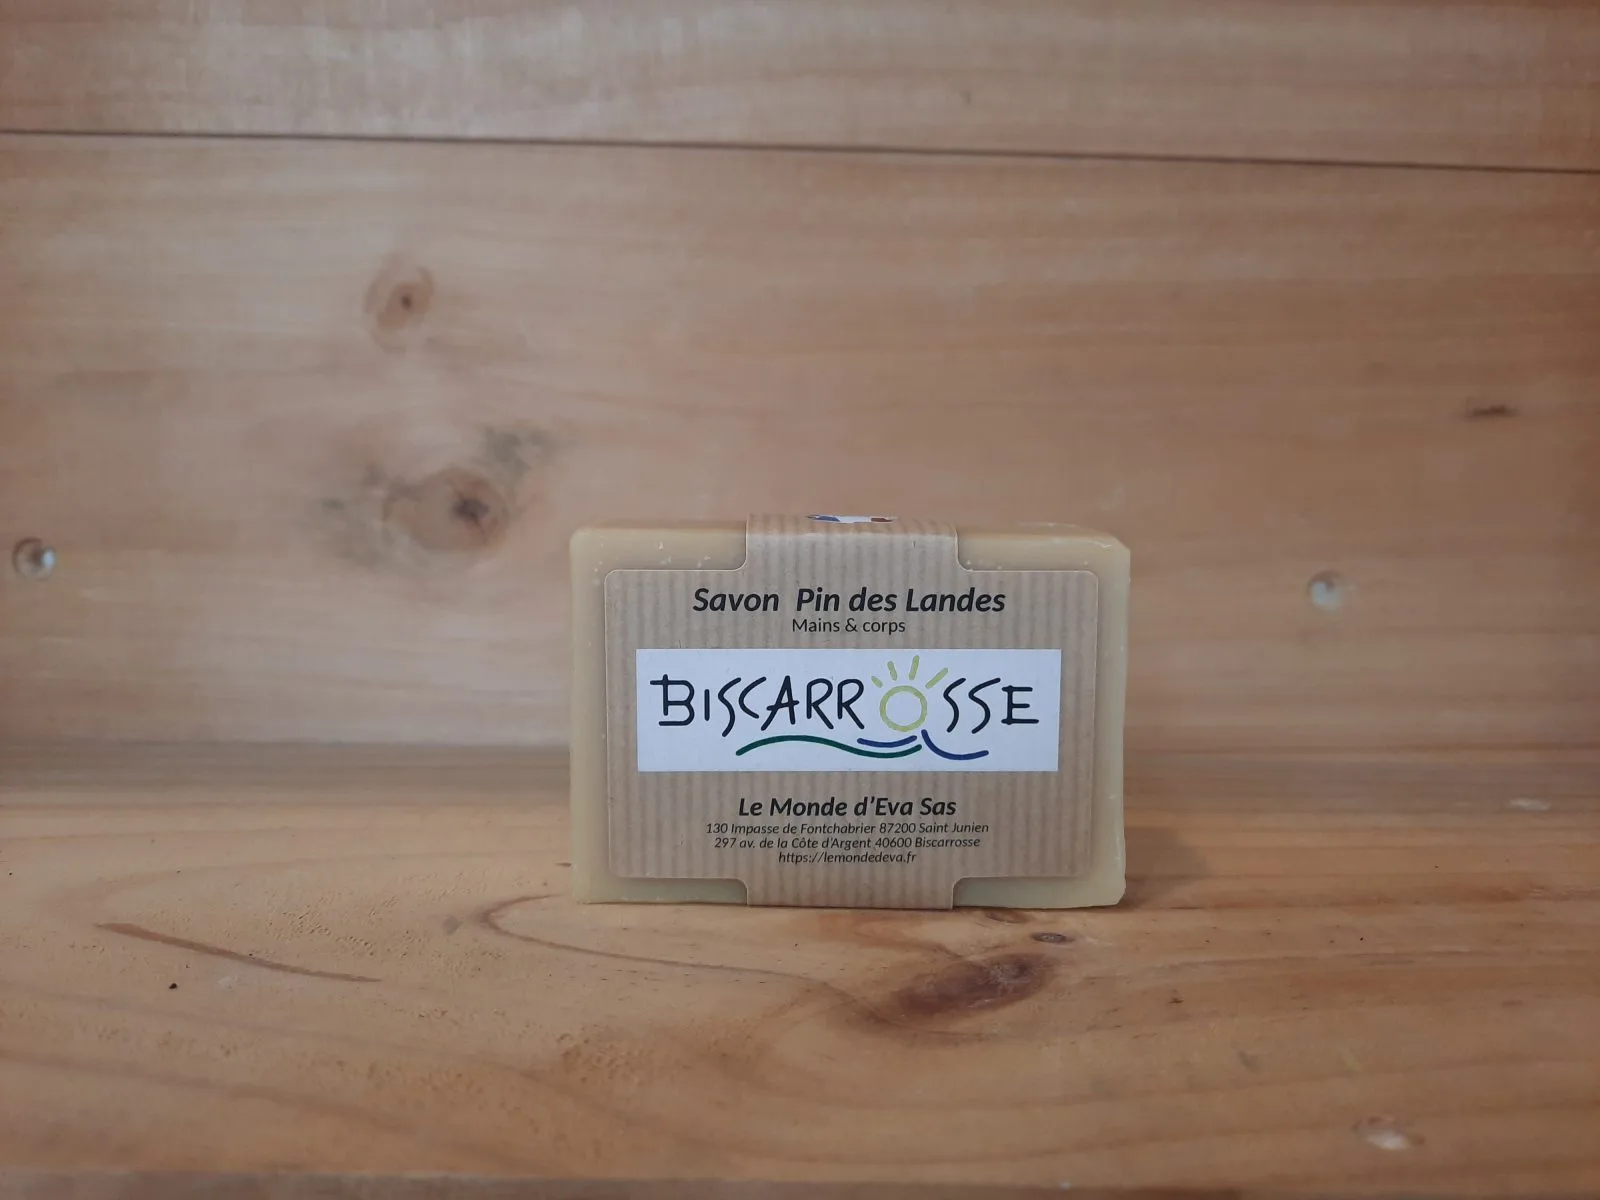 Savon Pin des Landes
Mains & corps
BISCARROSSE
Le Monde d'Eva Sas
130 Impasse de Fontchabrier 87200 Saint Junien
297 av. de la Côte d'Argent 40600 Biscarrosse
https://lemondedeva.fr